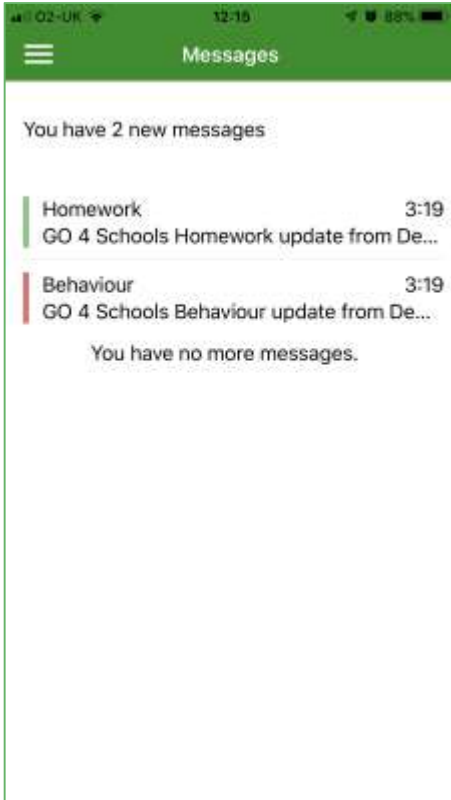 O2-UK 12:15 88%
Messages
You have 2 new messages
Homework 3:19
GO 4 Schools Homework update from De...
Behaviour 3:19
GO 4 Schools Behaviour update from De...
You have no more messages.